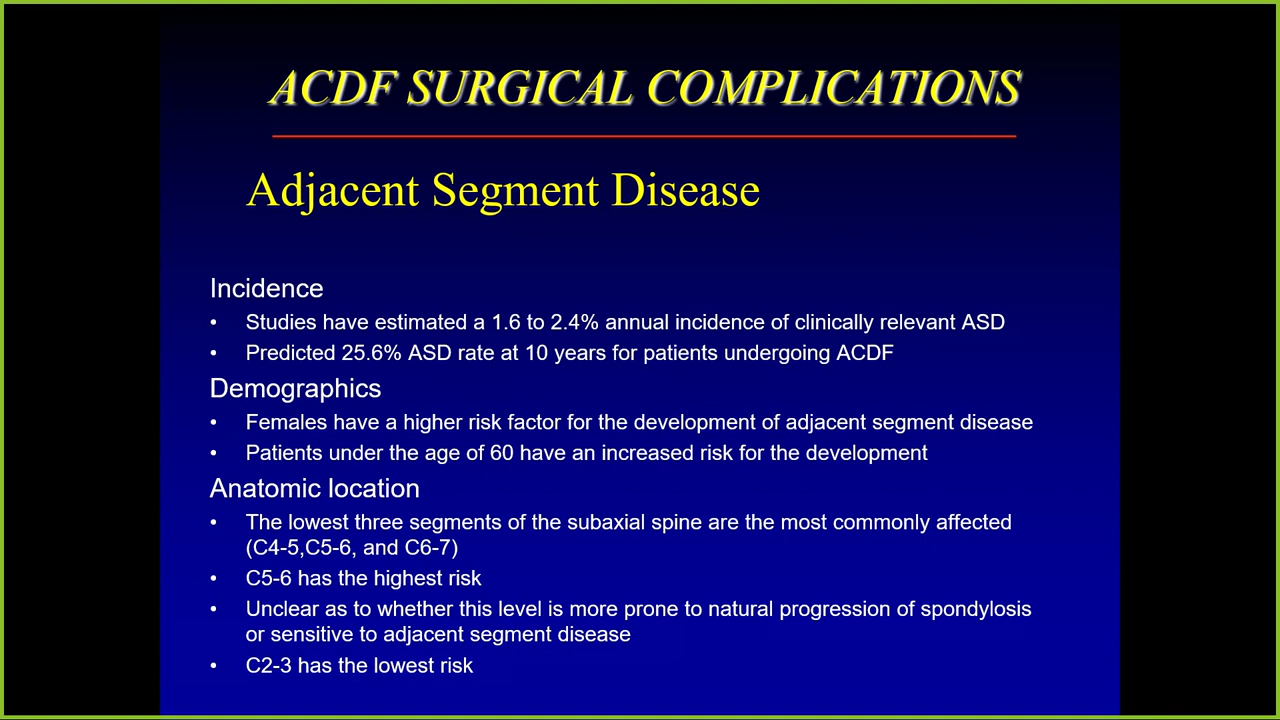 ACDF SURGICAL COMPLICATIONS
Adjacent Segment Disease
Incidence
• Studies have estimated a 1.6 to 2.4% annual incidence of clinically relevant ASD
• Predicted 25.6% ASD rate at 10 years for patients undergoing ACDF
Demographics
• Females have a higher risk factor for the development of adjacent segment disease
• Patients under the age of 60 have an increased risk for the development
Anatomic location
• The lowest three segments of the subaxial spine are the most commonly affected
(C4-5,C5-6, and C6-7)
• C5-6 has the highest risk
• Unclear as to whether this level is more prone to natural progression of spondylosis
or sensitive to adjacent segment disease
• C2-3 has the lowest risk